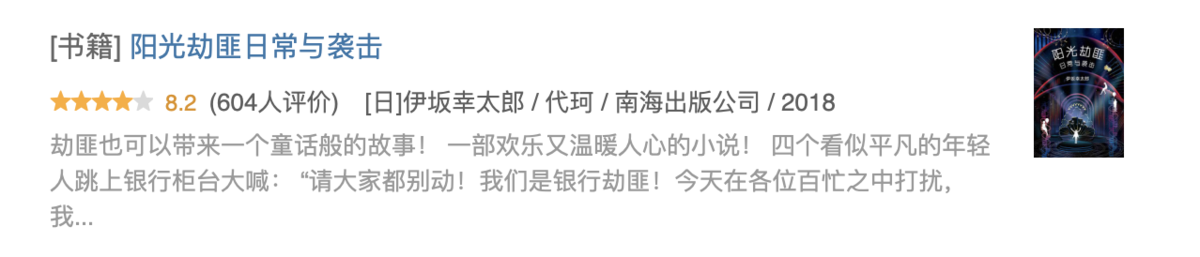 [书籍] 阳光劫匪日常与袭击
8.2 (604人评价) [日]伊坂幸太郎 / 代珂 / 南海出版公司 / 2018
劫匪也可以带来一个童话般的故事！ 一部欢乐又温暖人心的小说！ 四个看似平凡的年轻
人跳上银行柜台大喊： “请大家都别动！我们是银行劫匪！今天在各位百忙之中打扰，
我...
阳光劫匪
日常与袭击
伊坂幸太郎